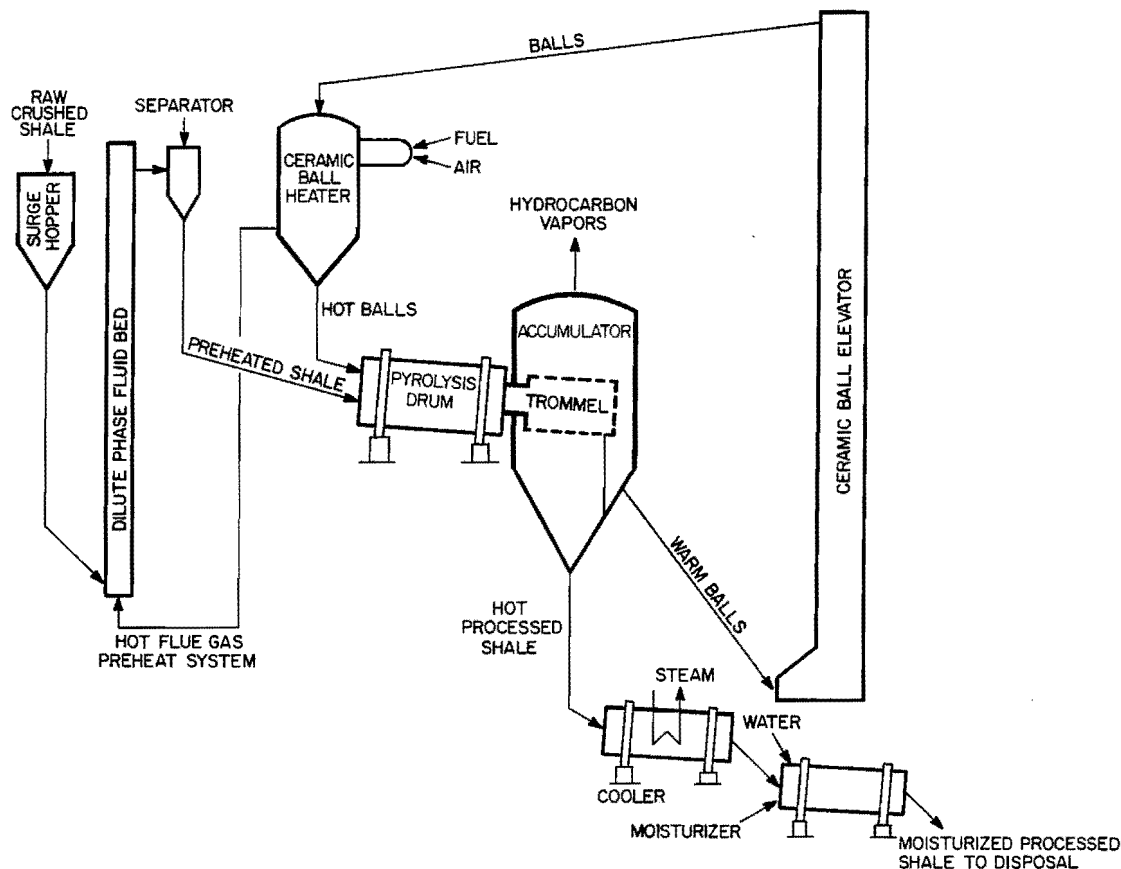 BALLS
RAW
CRUSHED
SHALE
SEPARATOR
FUEL
AIR
CERAMIC
BALL
HEATER
SURGE
HOPPER
HYDROCARBON
VAPORS
HOT BALLS
ACCUMULATOR
PREHEATED SHALE
PYROLYSIS
DRUM
TROMMEL
DILUTE PHASE FLUID BED
CERAMIC BALL ELEVATOR
WARM BALLS
HOT
PROCESSED
SHALE
HOT FLUE GAS
PREHEAT SYSTEM
STEAM
WATER
COOLER
MOISTURIZER
MOISTURIZED PROCESSED
SHALE TO DISPOSAL